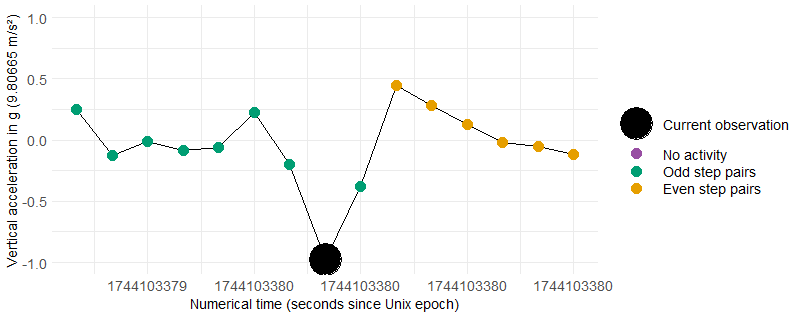 Vertical acceleration in g (9.80665 m/s²)
1.0
0.5
0.0
-0.5
-1.0
1744103379 1744103380 1744103380 1744103380 1744103380
Numerical time (seconds since Unix epoch)
Current observation
No activity
Odd step pairs
Even step pairs